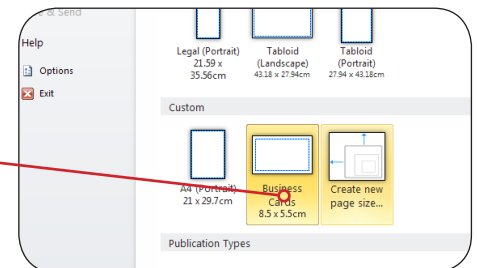 & Send
Help
Options
Exit
Legal (Portrait)
21.59 x
35.56cm
Tabloid
(Landscape)
43.18 x 27.94cm
Tabloid
(Portrait)
27.94 x 43.18cm
Custom
A4 (Portrait)
21 x 29.7cm
Business
Cards
8.5 x 5.5cm
Create new
page size...
Publication Types